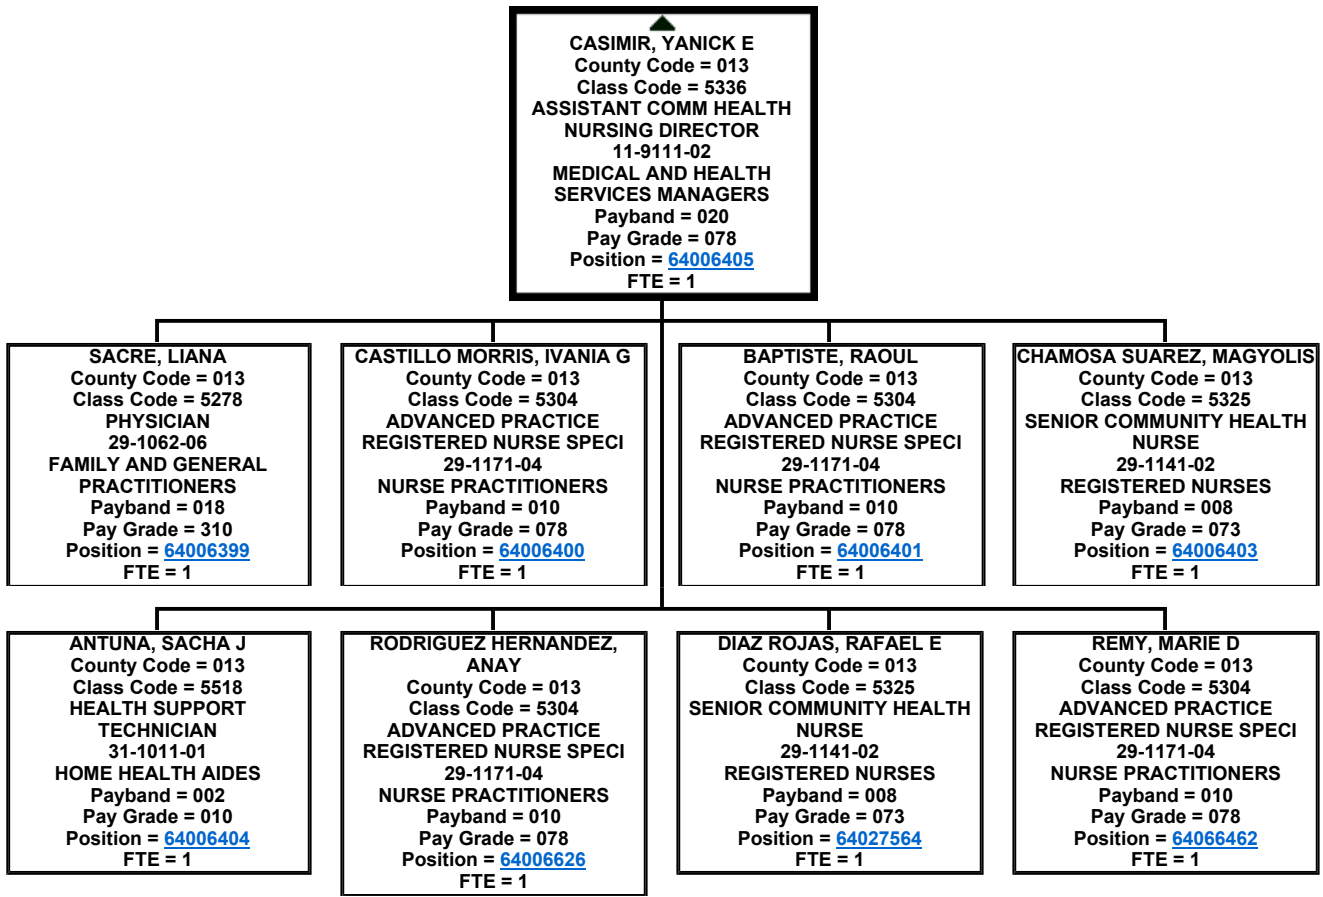 CASIMIR, YANICK E
County Code = 013
Class Code = 5336
ASSISTANT COMM HEALTH
NURSING DIRECTOR
11-9111-02
MEDICAL AND HEALTH
SERVICES MANAGERS
Payband = 020
Pay Grade = 078
Position = 64006405
FTE = 1
SACRE, LIANA
County Code = 013
Class Code = 5278
PHYSICIAN
29-1062-06
FAMILY AND GENERAL
PRACTITIONERS
Payband = 018
Pay Grade = 310
Position = 64006399
FTE = 1
CASTILLO MORRIS, IVANIA G
County Code = 013
Class Code = 5304
ADVANCED PRACTICE
REGISTERED NURSE SPECI
29-1171-04
NURSE PRACTITIONERS
Payband = 010
Pay Grade = 078
Position = 64006400
FTE = 1
BAPTISTE, RAOUL
County Code = 013
Class Code = 5304
ADVANCED PRACTICE
REGISTERED NURSE SPECI
29-1171-04
NURSE PRACTITIONERS
Payband = 010
Pay Grade = 078
Position = 64006401
FTE = 1
CHAMOSA SUAREZ, MAGYOLIS
County Code = 013
Class Code = 5325
SENIOR COMMUNITY HEALTH
NURSE
29-1141-02
REGISTERED NURSES
Payband = 008
Pay Grade = 073
Position = 64006403
FTE = 1
ANTUNA, SACHA J
County Code = 013
Class Code = 5518
HEALTH SUPPORT
TECHNICIAN
31-1011-01
HOME HEALTH AIDES
Payband = 002
Pay Grade = 010
Position = 64006404
FTE = 1
RODRIGUEZ HERNANDEZ,
ANAY
County Code = 013
Class Code = 5304
ADVANCED PRACTICE
REGISTERED NURSE SPECI
29-1171-04
NURSE PRACTITIONERS
Payband = 010
Pay Grade = 078
Position = 64006626
FTE = 1
DIAZ ROJAS, RAFAEL E
County Code = 013
Class Code = 5325
SENIOR COMMUNITY HEALTH
NURSE
29-1141-02
REGISTERED NURSES
Payband = 008
Pay Grade = 073
Position = 64027564
FTE = 1
REMY, MARIE D
County Code = 013
Class Code = 5304
ADVANCED PRACTICE
REGISTERED NURSE SPECI
29-1171-04
NURSE PRACTITIONERS
Payband = 010
Pay Grade = 078
Position = 64066462
FTE = 1